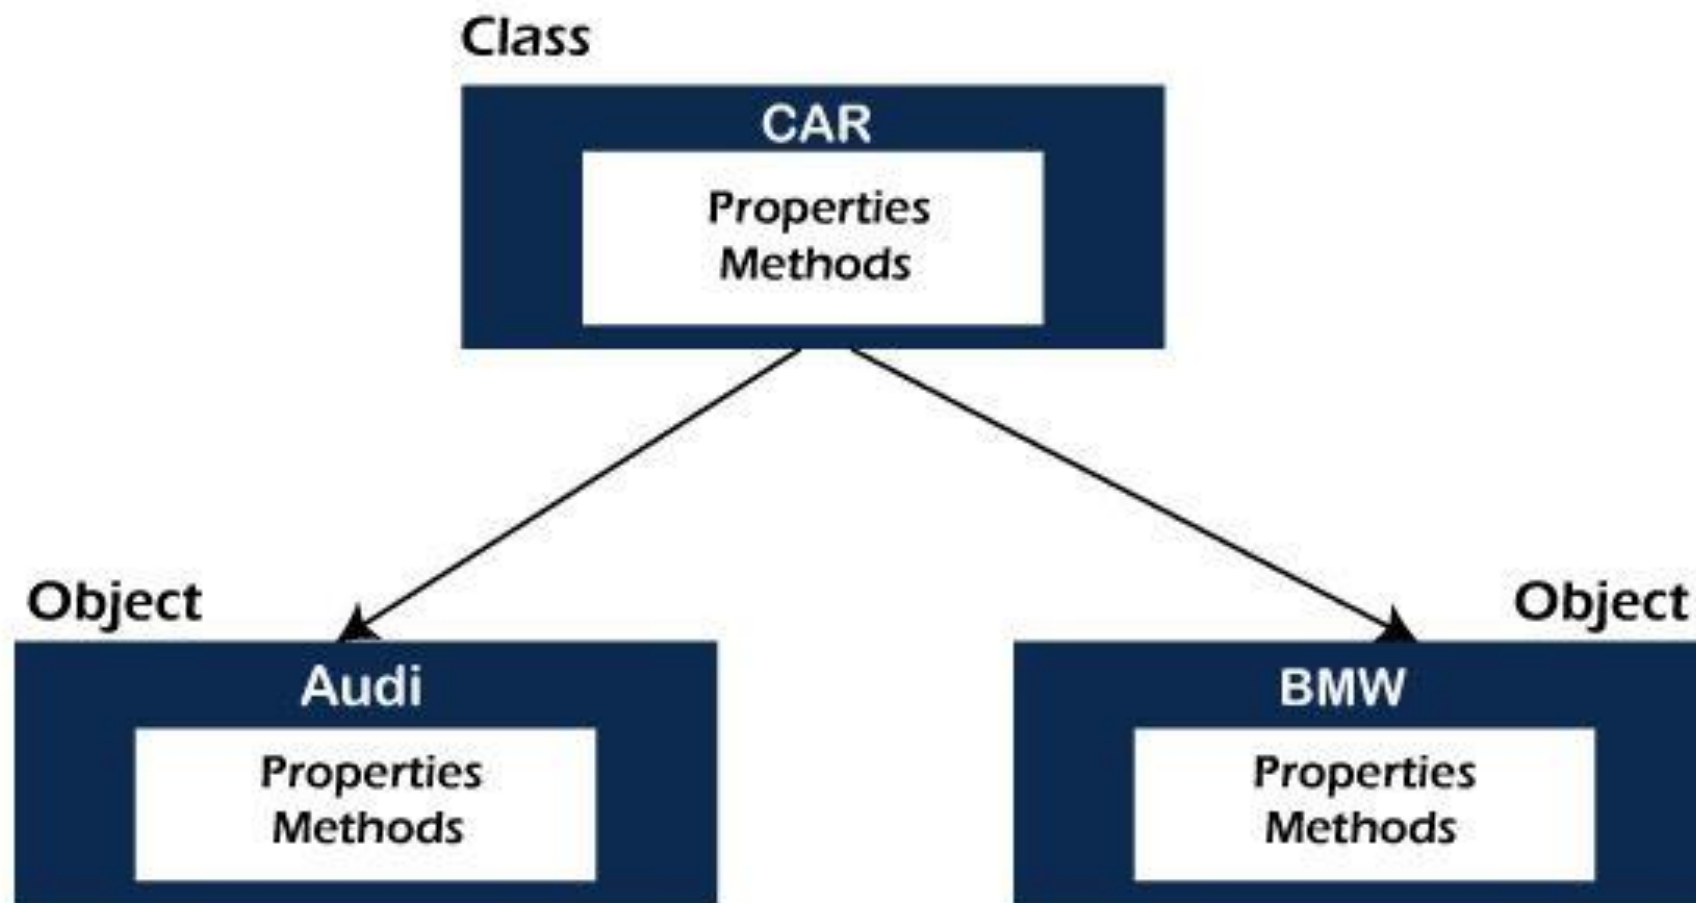 Class
CAR
Properties
Methods
Object
Object
Audi
BMW
Properties
Methods
Properties
Methods